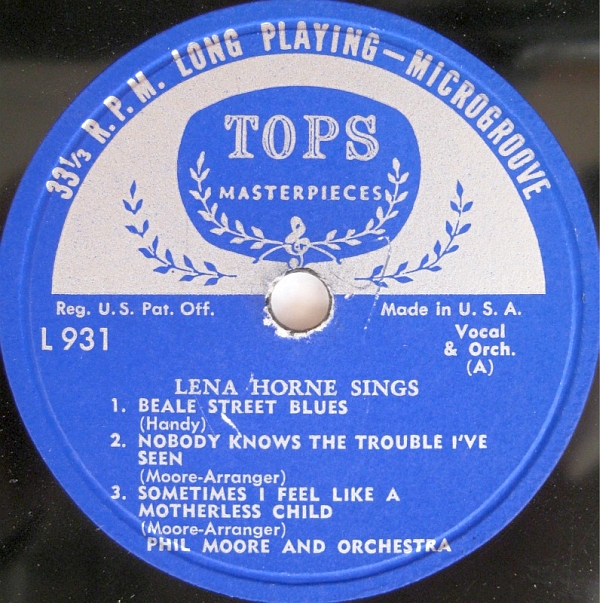 33⅓ R.P.M. LONG PLAYING—MICROGROOVE
TOPS
MASTERPIECES
Reg. U.S. Pat. Off.
Made in U.S.A.
L 931
Vocal
& Orch.
(A)
LENA HORNE SINGS
1. BEALE STREET BLUES
(Handy)
2. NOBODY KNOWS THE TROUBLE I'VE
SEEN
(Moore-Arranger)
3. SOMETIMES I FEEL LIKE A
MOTHERLESS CHILD
(Moore-Arranger)
PHIL MOORE AND ORCHESTRA